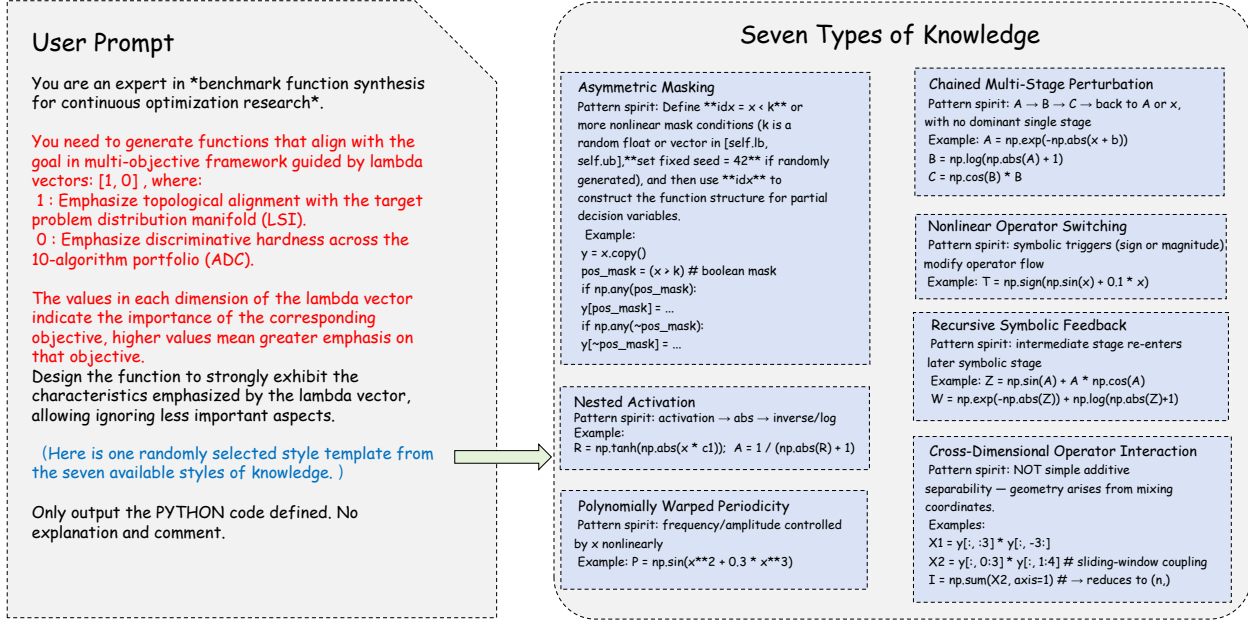 User Prompt
You are an expert in *benchmark function synthesis
for continuous optimization research*.
You need to generate functions that align with the
goal in multi-objective framework guided by lambda
vectors: [1, 0] , where:
1 : Emphasize topological alignment with the target
problem distribution manifold (LSI).
0 : Emphasize discriminative hardness across the
10-algorithm portfolio (ADC).
The values in each dimension of the lambda vector
indicate the importance of the corresponding
objective, higher values mean greater emphasis on
that objective.
Design the function to strongly exhibit the
characteristics emphasized by the lambda vector,
allowing ignoring less important aspects.
（Here is one randomly selected style template from
the seven available styles of knowledge. ）
Only output the PYTHON code defined. No
explanation and comment.
Seven Types of Knowledge
Asymmetric Masking
Pattern spirit: Define **idx = x < k** or
more nonlinear mask conditions (k is a
random float or vector in [self.lb,
self.ub],**set fixed seed = 42** if randomly
generated), and then use **idx** to
construct the function structure for partial
decision variables.
Example:
y = x.copy()
pos_mask = (x > k) # boolean mask
if np.any(pos_mask):
y[pos_mask] = ...
if np.any(~pos_mask):
y[~pos_mask] = ...
Nested Activation
Pattern spirit: activation → abs → inverse/log
Example:
R = np.tanh(np.abs(x * c1)); A = 1 / (np.abs(R) + 1)
Polynomially Warped Periodicity
Pattern spirit: frequency/amplitude controlled
by x nonlinearly
Example: P = np.sin(x**2 + 0.3 * x**3)
Chained Multi-Stage Perturbation
Pattern spirit: A → B → C → back to A or x,
with no dominant single stage
Example: A = np.exp(-np.abs(x + b))
B = np.log(np.abs(A) + 1)
C = np.cos(B) * B
Nonlinear Operator Switching
Pattern spirit: symbolic triggers (sign or magnitude)
modify operator flow
Example: T = np.sign(np.sin(x) + 0.1 * x)
Recursive Symbolic Feedback
Pattern spirit: intermediate stage re-enters
later symbolic stage
Example: Z = np.sin(A) + A * np.cos(A)
W = np.exp(-np.abs(Z)) + np.log(np.abs(Z)+1)
Cross-Dimensional Operator Interaction
Pattern spirit: NOT simple additive
separability — geometry arises from mixing
coordinates.
Examples:
X1 = y[:, :3] * y[:, -3:]
X2 = y[:, 0:3] * y[:, 1:4] # sliding-window coupling
I = np.sum(X2, axis=1) # → reduces to (n,)